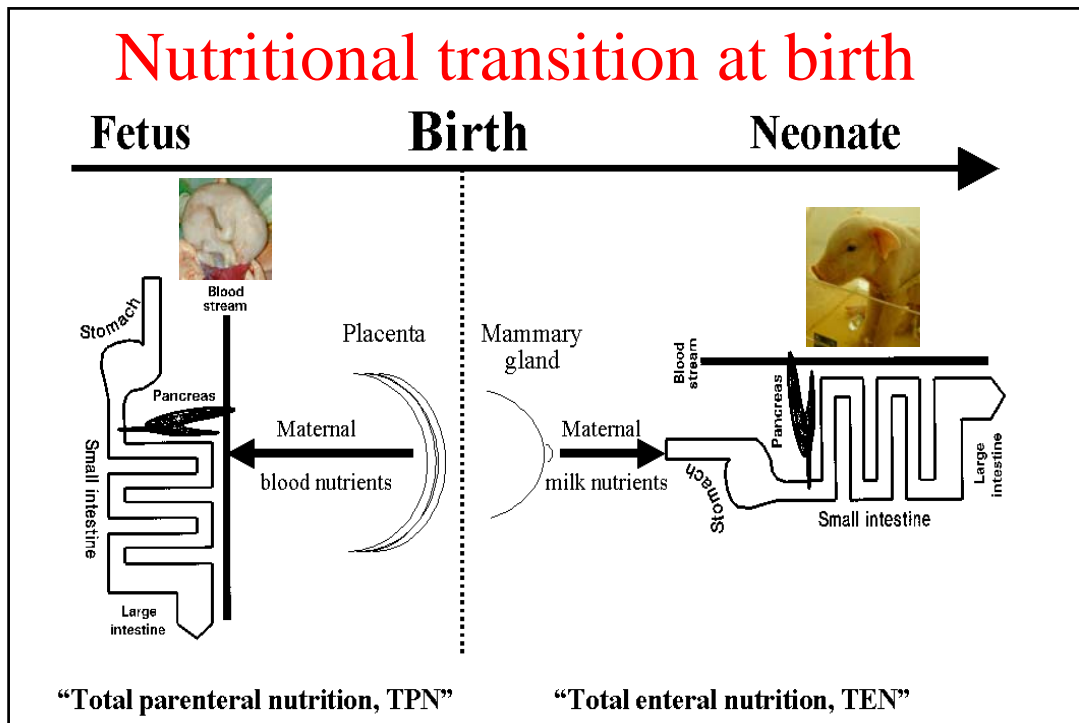 Nutritional transition at birth
Fetus
Birth
Neonate
Blood
stream
Stomach
Pancreas
Small intestine
Large
intestine
Placenta
Maternal
blood nutrients
Mammary
gland
Maternal
milk nutrients
Blood
stream
Pancreas
Stomach
Small intestine
Large
intestine
“Total parenteral nutrition, TPN”
“Total enteral nutrition, TEN”